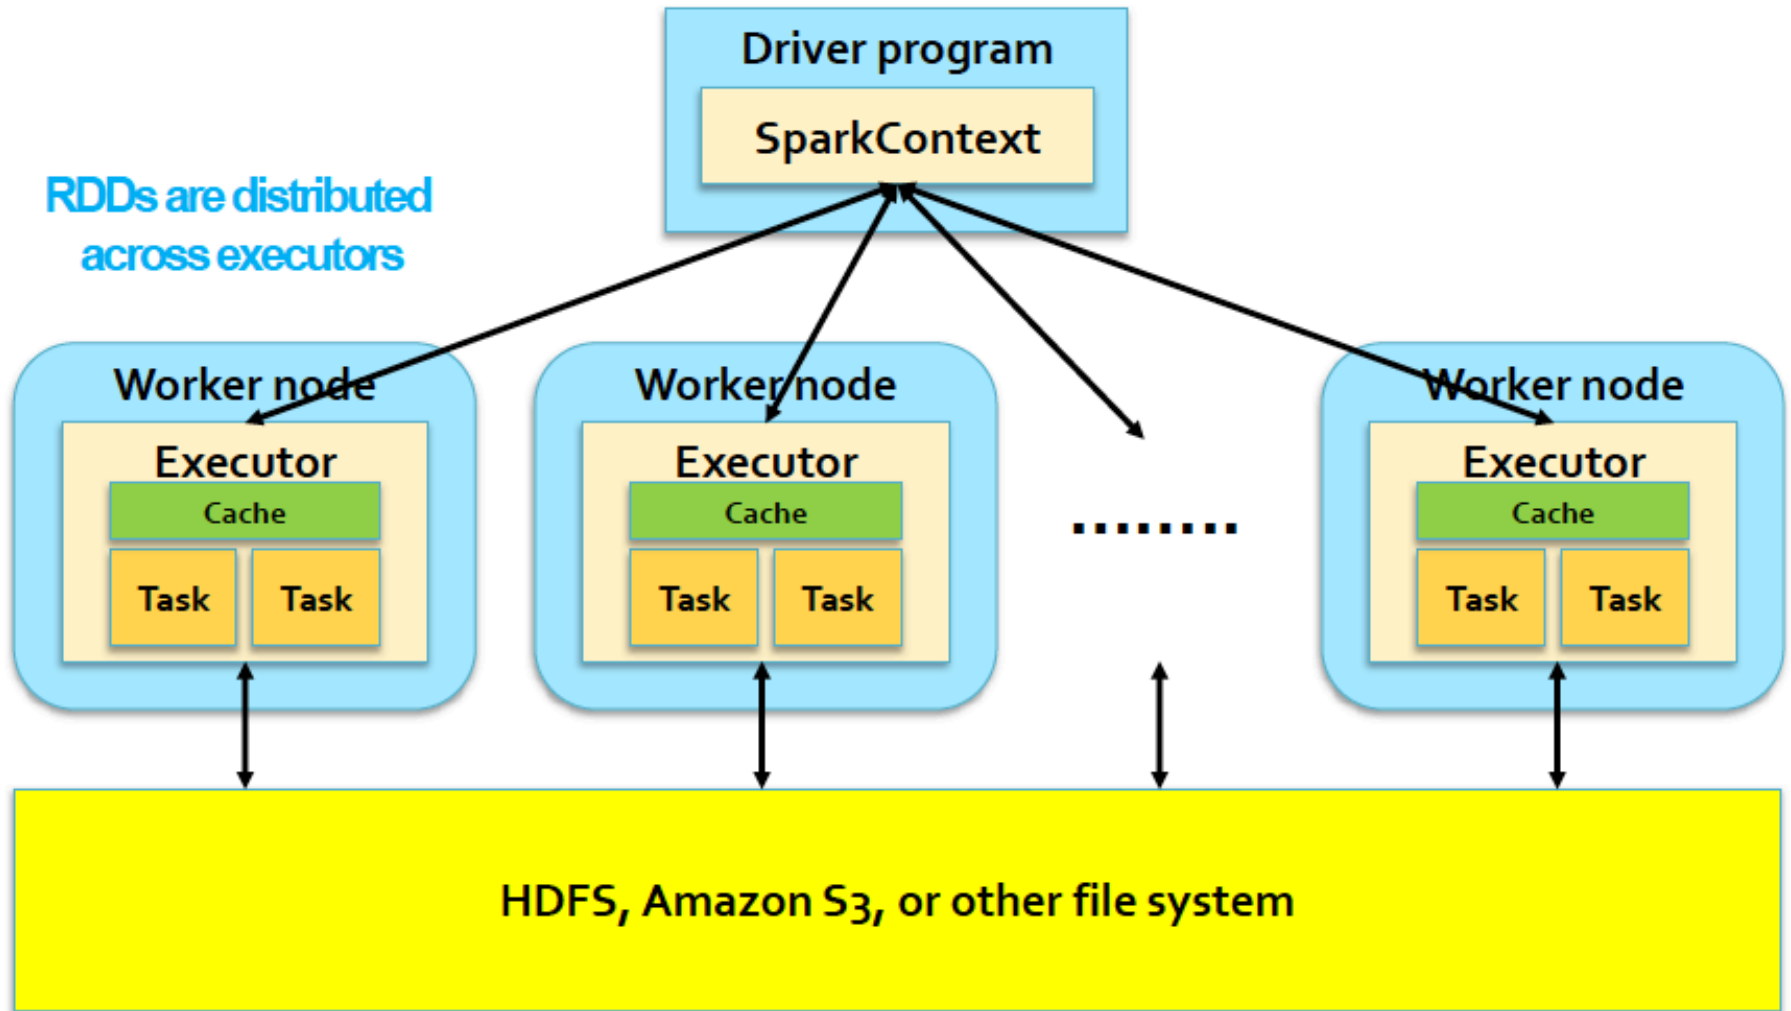 Driver program
SparkContext
RDDs are distributed
across executors
Worker node
Executor
Cache
Task Task
Worker node
Executor
Cache
Task Task
........
Worker node
Executor
Cache
Task Task
HDFS, Amazon S3, or other file system